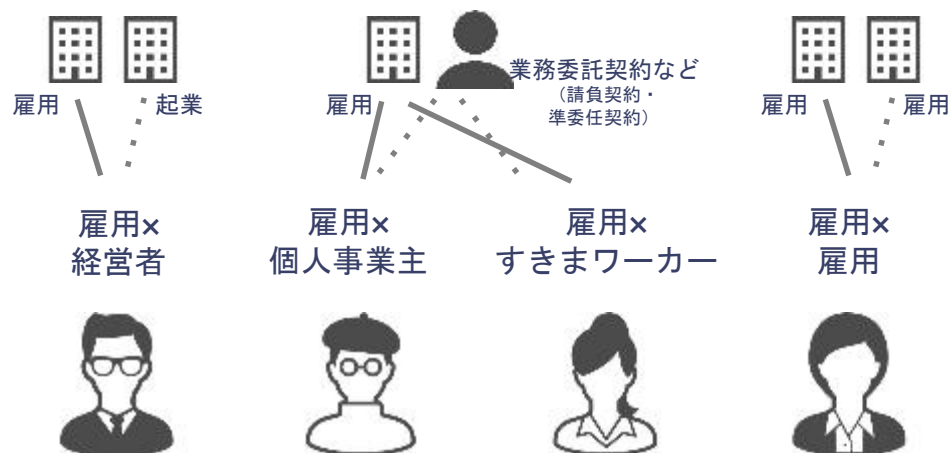 雇用
起業
雇用
業務委託契約など
（請負契約・
準委任契約）
雇用
雇用
雇用×
経営者
雇用×
個人事業主
雇用×
すきまワーカー
雇用×
雇用